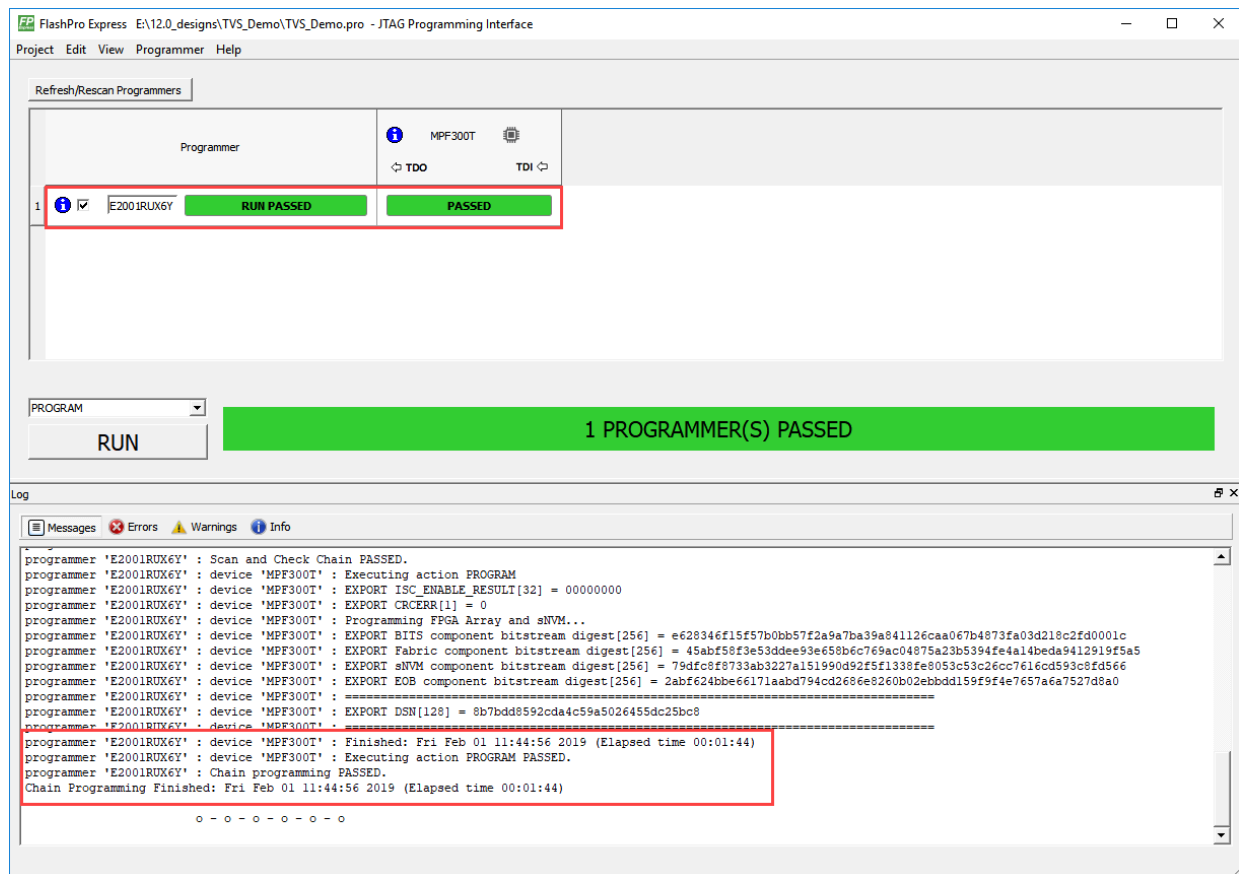 FP FlashPro Express E:\12.0_designs\TVS_Demo\TVS_Demo.pro - JTAG Programming Interface
Project Edit View Programmer Help
Refresh/Rescan Programmers
Programmer
MPF300T
TDO TDI
1 E2001RUX6Y RUN PASSED PASSED
PROGRAM
RUN
1 PROGRAMMER(S) PASSED
Log
Messages Errors Warnings Info
programmer 'E2001RUX6Y' : Scan and Check Chain PASSED.
programmer 'E2001RUX6Y' : device 'MPF300T' : Executing action PROGRAM
programmer 'E2001RUX6Y' : device 'MPF300T' : EXPORT ISC_ENABLE_RESULT[32] = 00000000
programmer 'E2001RUX6Y' : device 'MPF300T' : EXPORT CRCERR[1] = 0
programmer 'E2001RUX6Y' : device 'MPF300T' : Programming FPGA Array and sNVM...
programmer 'E2001RUX6Y' : device 'MPF300T' : EXPORT BITS component bitstream digest[256] = e628346f15f57b0bb57f2a9a7ba39a841126caa067b4873fa03d218c2fd0001c
programmer 'E2001RUX6Y' : device 'MPF300T' : EXPORT Fabric component bitstream digest[256] = 45abf58f3e53ddee93e658b6c769ac04875a23b5394fe4a14beda9412919f5a5
programmer 'E2001RUX6Y' : device 'MPF300T' : EXPORT sNVM component bitstream digest[256] = 79dfc8f8733ab3227a151990d92f5f1338fe8053c53c26cc7616cd593c8fd566
programmer 'E2001RUX6Y' : device 'MPF300T' : EXPORT EOB component bitstream digest[256] = 2abf624bbe66171aabd794cd2686e8260b02ebbdd159f9f4e7657a6a7527d8a0
programmer 'E2001RUX6Y' : device 'MPF300T' : ===================================================================================
programmer 'E2001RUX6Y' : device 'MPF300T' : EXPORT DSN[128] = 8b7bdd8592cda4c59a5026455dc25bc8
programmer 'E2001RUX6Y' : device 'MPF300T' : ===================================================================================
programmer 'E2001RUX6Y' : device 'MPF300T' : Finished: Fri Feb 01 11:44:56 2019 (Elapsed time 00:01:44)
programmer 'E2001RUX6Y' : device 'MPF300T' : Executing action PROGRAM PASSED.
programmer 'E2001RUX6Y' : Chain programming PASSED.
Chain Programming Finished: Fri Feb 01 11:44:56 2019 (Elapsed time 00:01:44)
o - o - o - o - o - o